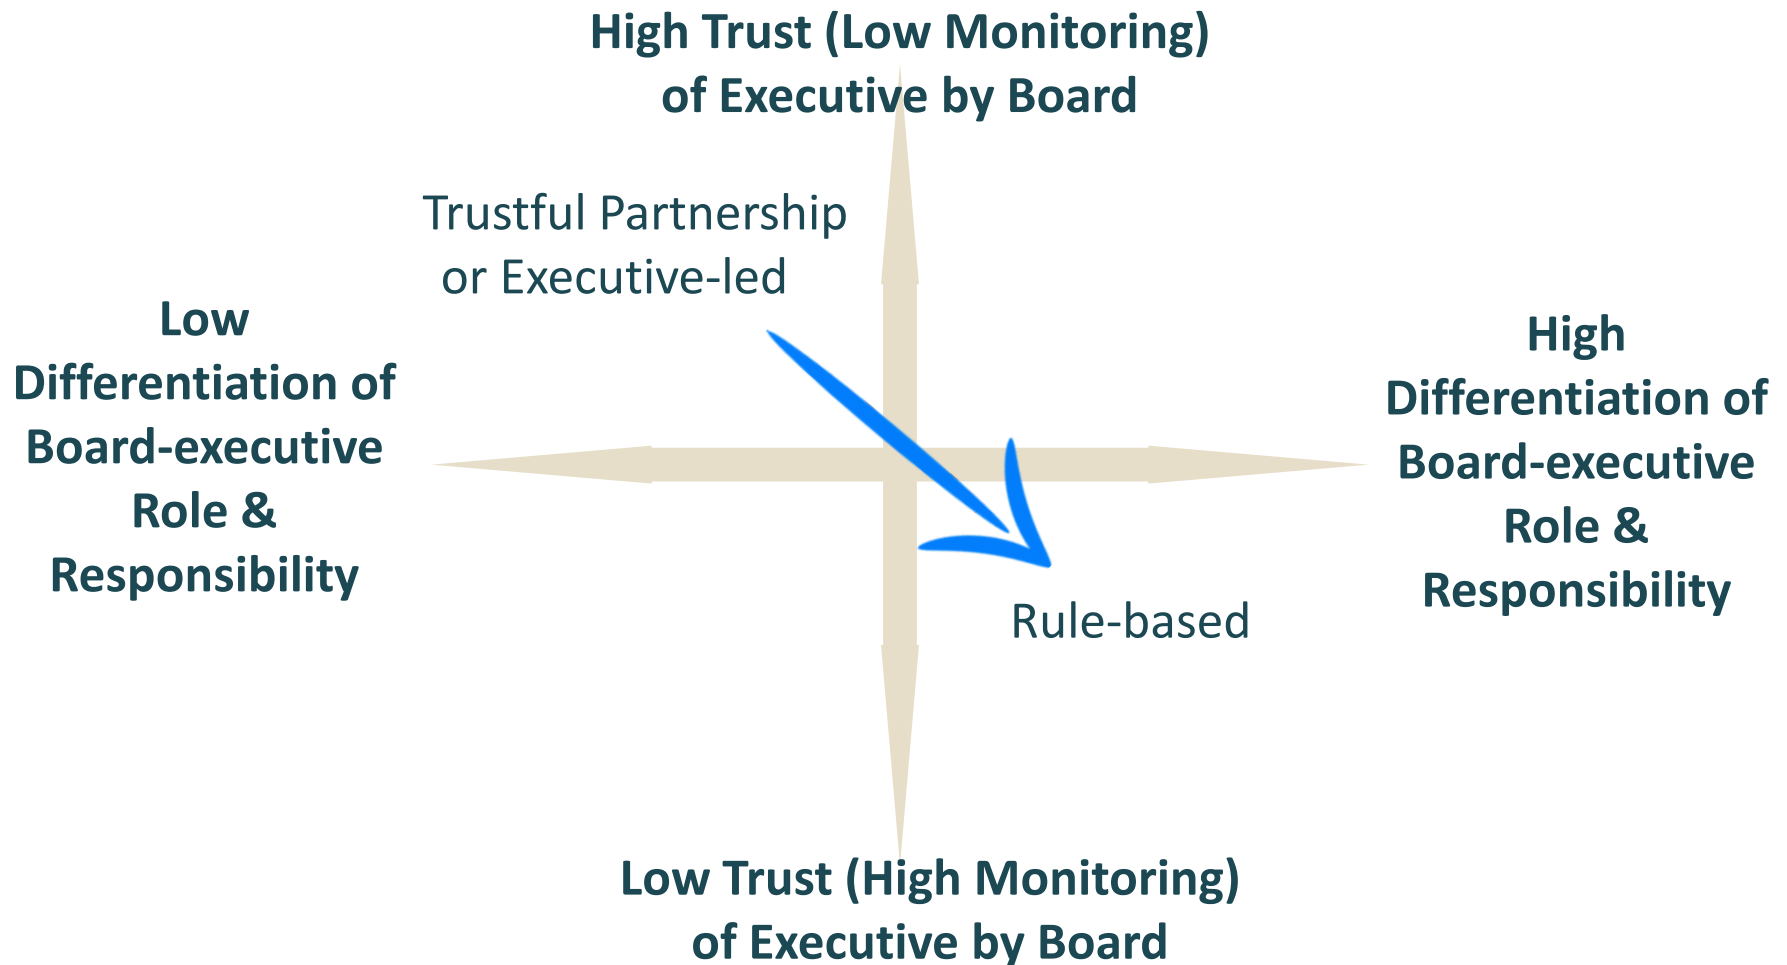 High Trust (Low Monitoring)
of Executive by Board
Trustful Partnership
or Executive-led
Low
Differentiation of
Board-executive
Role &
Responsibility
High
Differentiation of
Board-executive
Role &
Responsibility
Rule-based
Low Trust (High Monitoring)
of Executive by Board